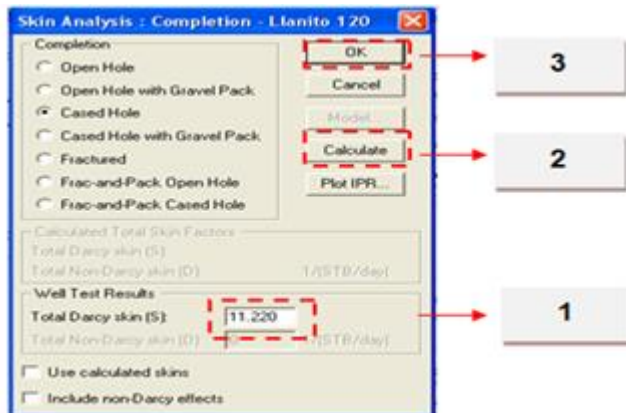 Skin Analysis : Completion - Llanito 120
Completion
Open Hole
Open Hole with Gravel Pack
Cased Hole
Cased Hole with Gravel Pack
Fractured
Frac-and-Pack Open Hole
Frac-and-Pack Cased Hole
OK
Cancel
Model...
Calculate
Plot IPR...
3
2
Calculated Total Skin Factors
Total Darcy skin (S)
Total Non-Darcy skin (D) 1/(STB/day)
Well Test Results
Total Darcy skin (S): 11.220
Total Non-Darcy skin (D) 0 1/(STB/day)
1
Use calculated skins
Include non-Darcy effects